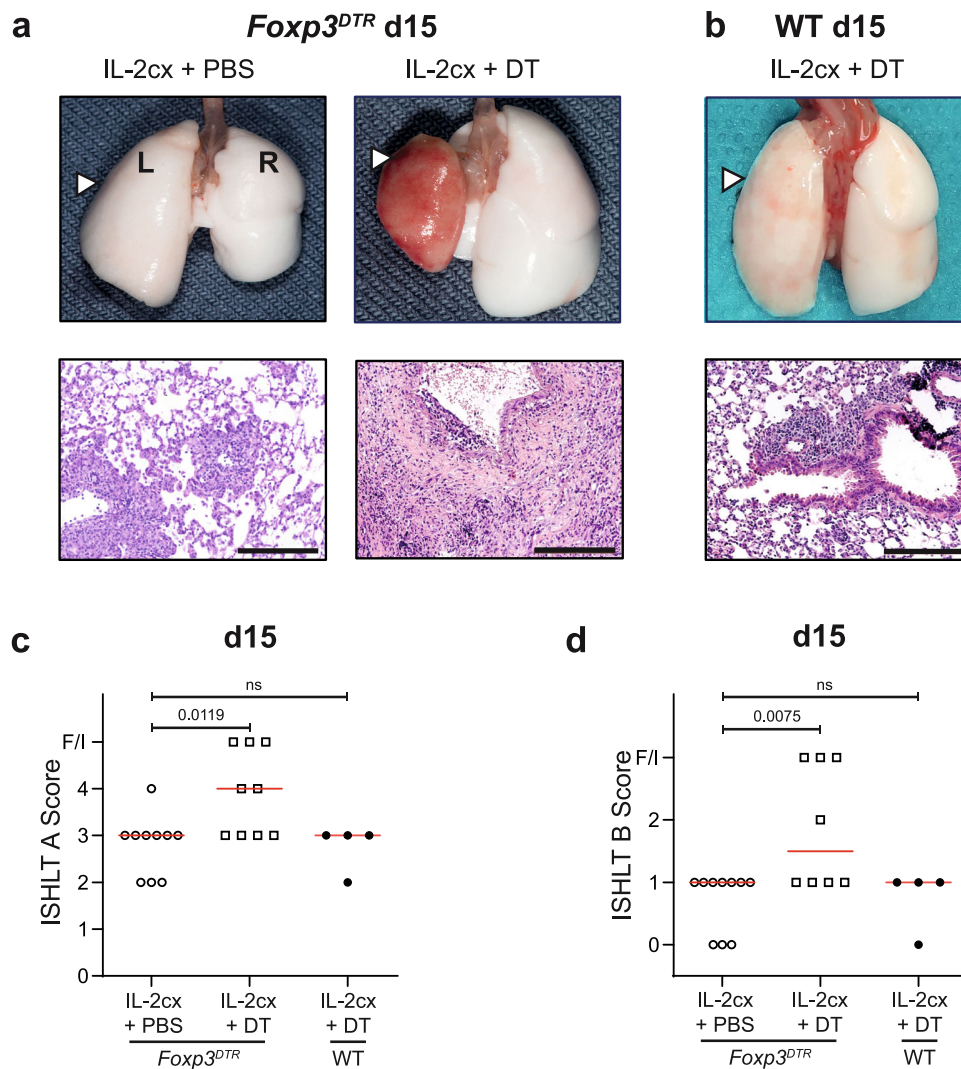 a
Foxp3DTR d15
b
WT d15
IL-2cx + PBS
IL-2cx + DT
IL-2cx + DT
L
R
c
d15
ns
0.0119
ISHLT A Score
F/I
4
3
2
1
0
IL-2cx
+ PBS
IL-2cx
+ DT
IL-2cx
+ DT
Foxp3DTR
WT
d
d15
ns
0.0075
ISHLT B Score
F/I
2
1
0
IL-2cx
+ PBS
IL-2cx
+ DT
IL-2cx
+ DT
Foxp3DTR
WT